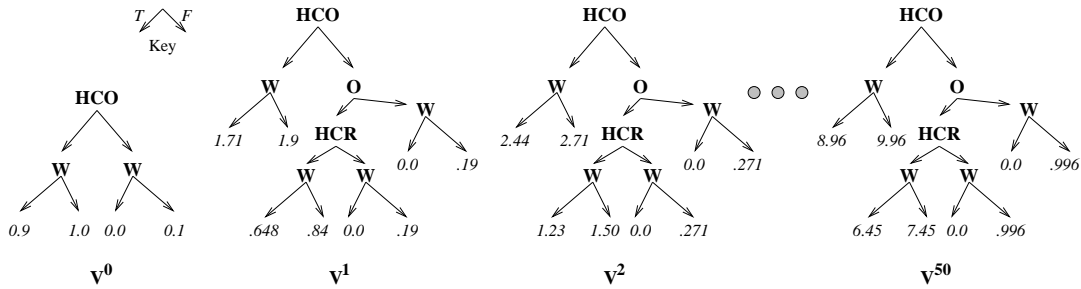 T F
Key
HCO
W W
0.9 1.0 0.0 0.1
V0
HCO
W O
1.71 1.9 HCR W
W W 0.0 .19
.648 .84 0.0 .19
V1
HCO
W O
2.44 2.71 HCR W
W W 0.0 .271
1.23 1.50 0.0 .271
V2
HCO
W O
8.96 9.96 HCR W
W W 0.0 .996
6.45 7.45 0.0 .996
V50